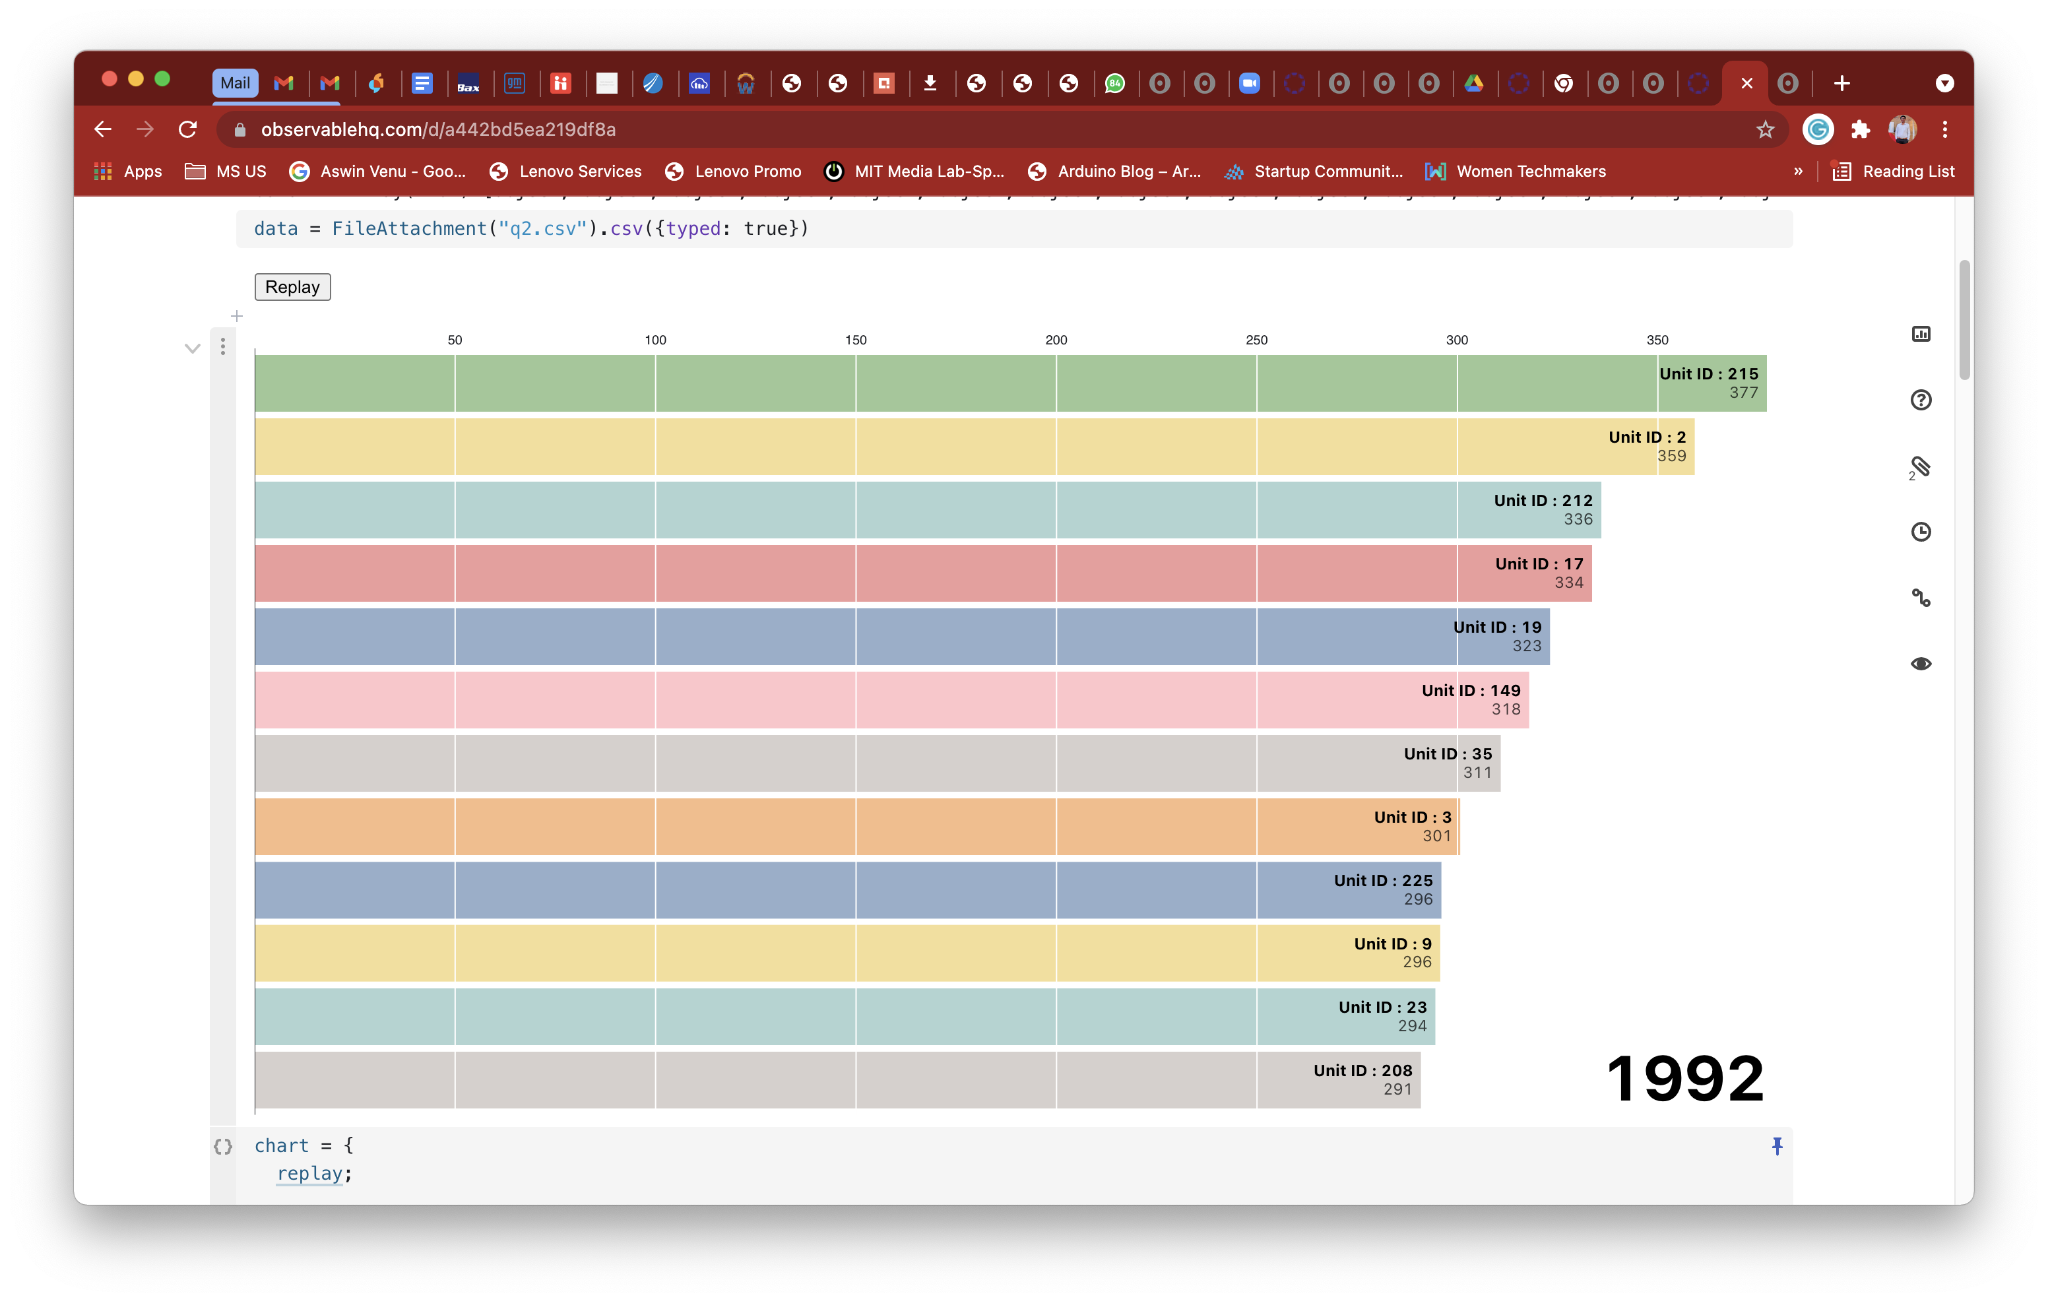 Mail
Bax
gm
84
observablehq.com/d/a442bd5ea219df8a
Apps MS US Aswin Venu - Goo... Lenovo Services Lenovo Promo MIT Media Lab-Sp... Arduino Blog – Ar... Startup Communit... Women Techmakers » Reading List
data = FileAttachment("q2.csv").csv({typed: true})
Replay
50 100 150 200 250 300 350
Unit ID : 215
377
Unit ID : 2
359
Unit ID : 212
336
Unit ID : 17
334
Unit ID : 19
323
Unit ID : 149
318
Unit ID : 35
311
Unit ID : 3
301
Unit ID : 225
296
Unit ID : 9
296
Unit ID : 23
294
Unit ID : 208
291
1992
2
{} chart = {
replay;